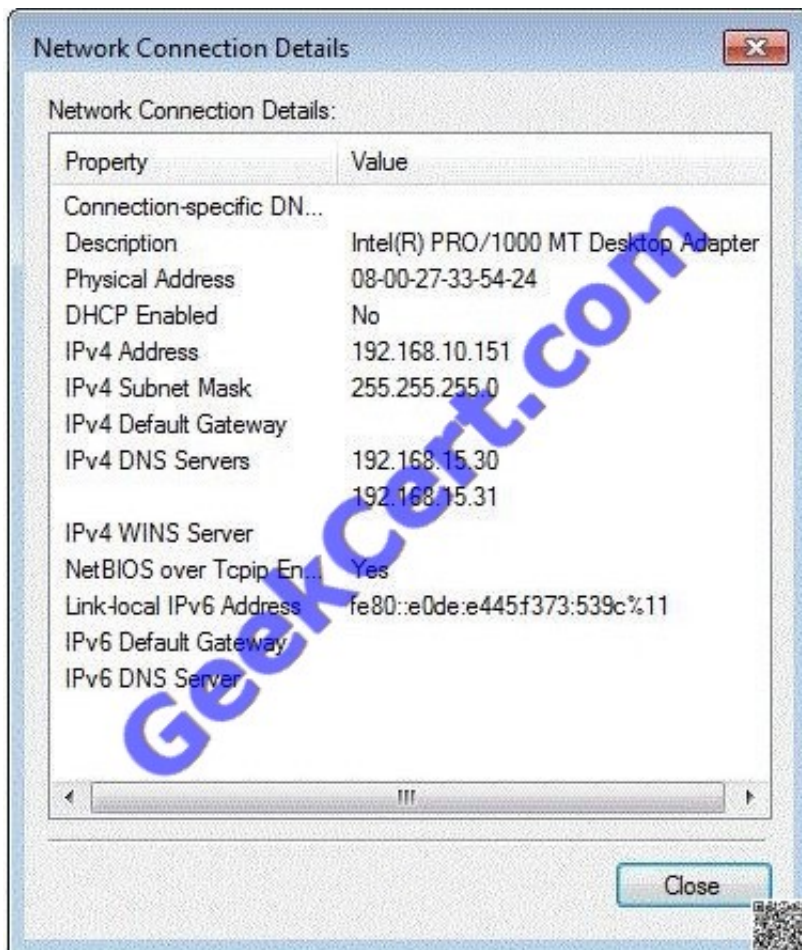 Network Connection Details
Network Connection Details:
Property Value
Connection-specific DN...
Description Intel(R) PRO/1000 MT Desktop Adapter
Physical Address 08-00-27-33-54-24
DHCP Enabled No
IPv4 Address 192.168.10.151
IPv4 Subnet Mask 255.255.255.0
IPv4 Default Gateway
IPv4 DNS Servers 192.168.15.30
192.168.15.31
IPv4 WINS Server
NetBIOS over Tcpip En... Yes
Link-local IPv6 Address fe80::e0de:e445:f373:539c%11
IPv6 Default Gateway
IPv6 DNS Server
GeekCert.com
Close